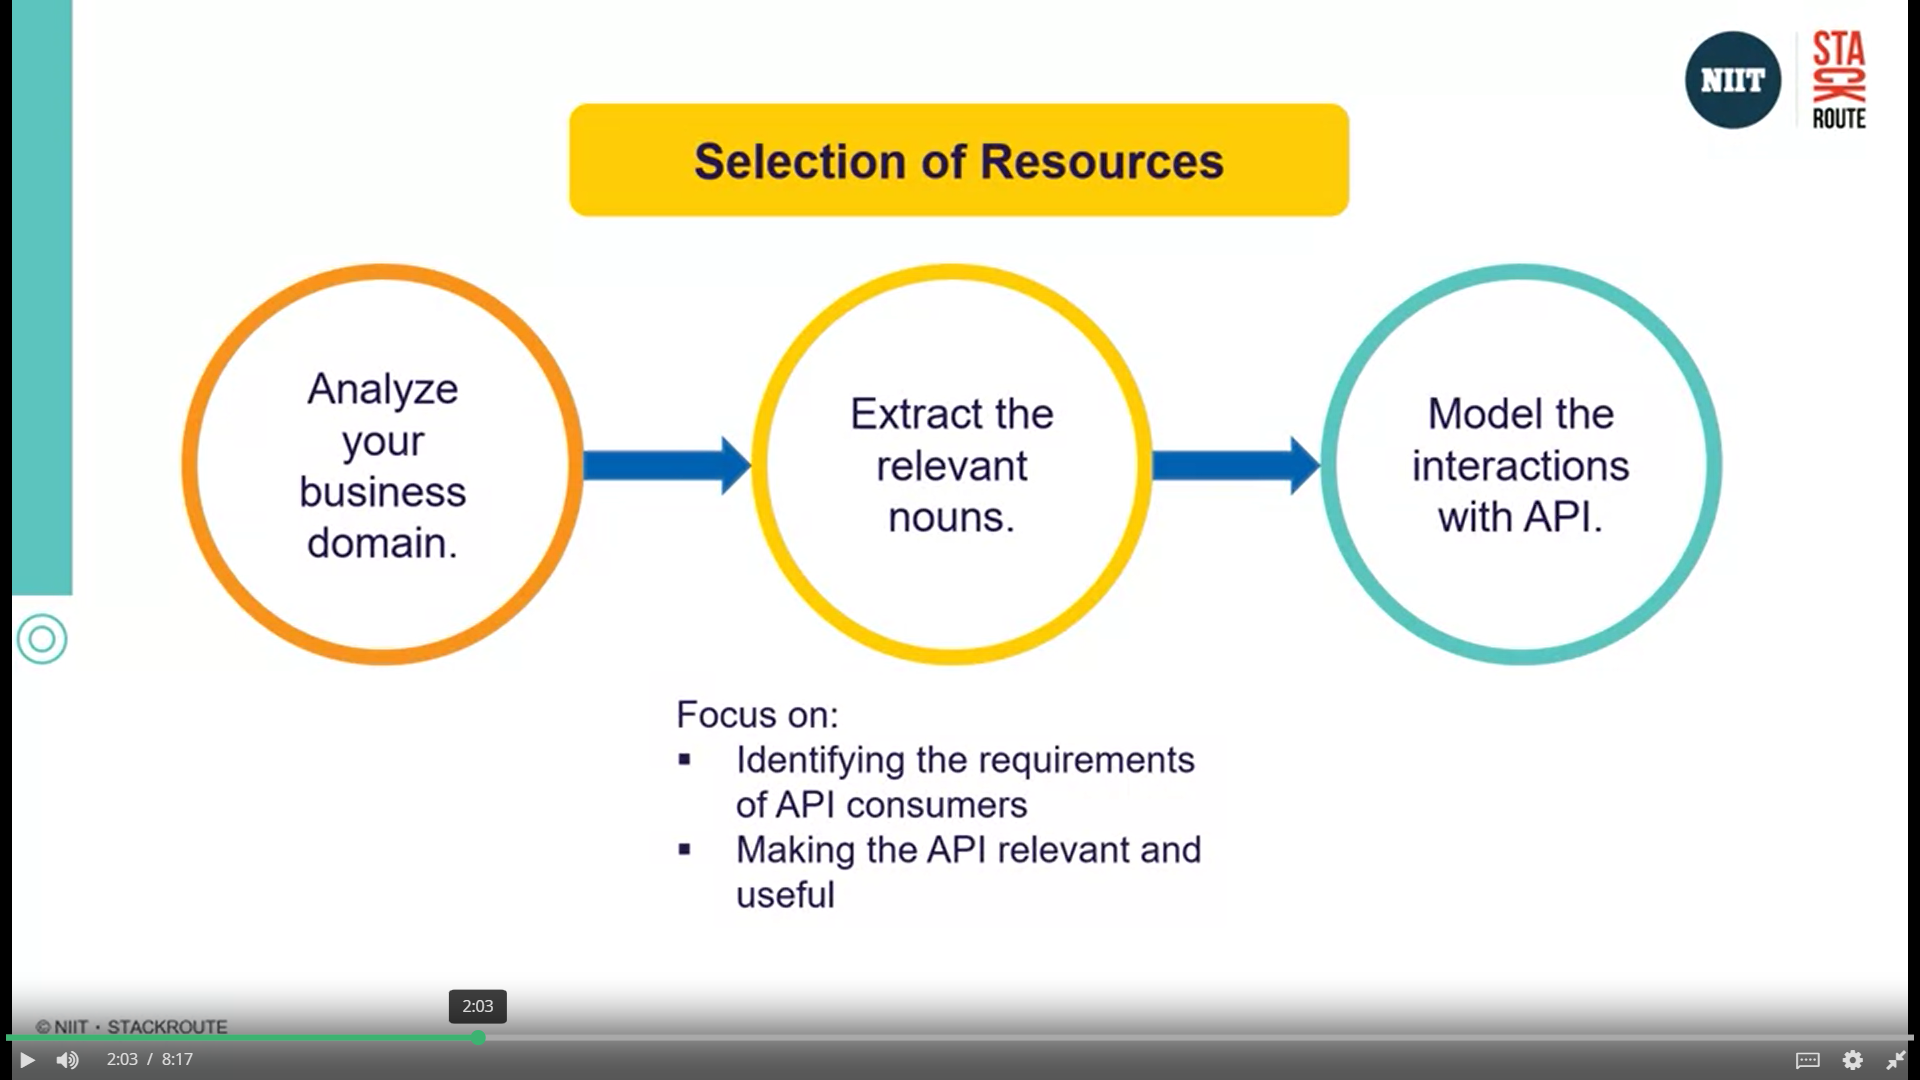 NIIT
STA
CK
ROUTE
Selection of Resources
Analyze
your
business
domain.
Extract the
relevant
nouns.
Model the
interactions
with API.
Focus on:
▪ Identifying the requirements
of API consumers
▪ Making the API relevant and
useful
2:03
© NIIT · STACKROUTE
2:03 / 8:17